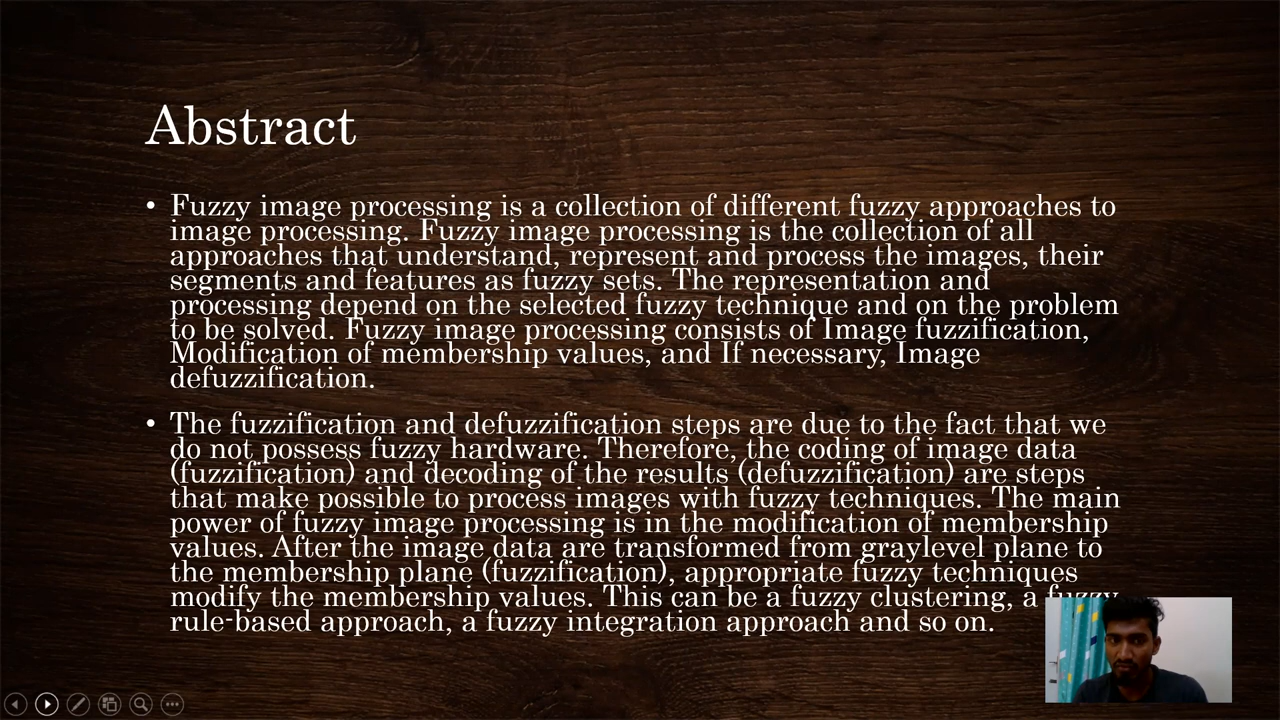 Abstract
• Fuzzy image processing is a collection of different fuzzy approaches to
image processing. Fuzzy image processing is the collection of all
approaches that understand, represent and process the images, their
segments and features as fuzzy sets. The representation and
processing depend on the selected fuzzy technique and on the problem
to be solved. Fuzzy image processing consists of Image fuzzification,
Modification of membership values, and If necessary, Image
defuzzification.
• The fuzzification and defuzzification steps are due to the fact that we
do not possess fuzzy hardware. Therefore, the coding of image data
(fuzzification) and decoding of the results (defuzzification) are steps
that make possible to process images with fuzzy techniques. The main
power of fuzzy image processing is in the modification of membership
values. After the image data are transformed from graylevel plane to
the membership plane (fuzzification), appropriate fuzzy techniques
modify the membership values. This can be a fuzzy clustering, a fuzzy
rule-based approach, a fuzzy integration approach and so on.